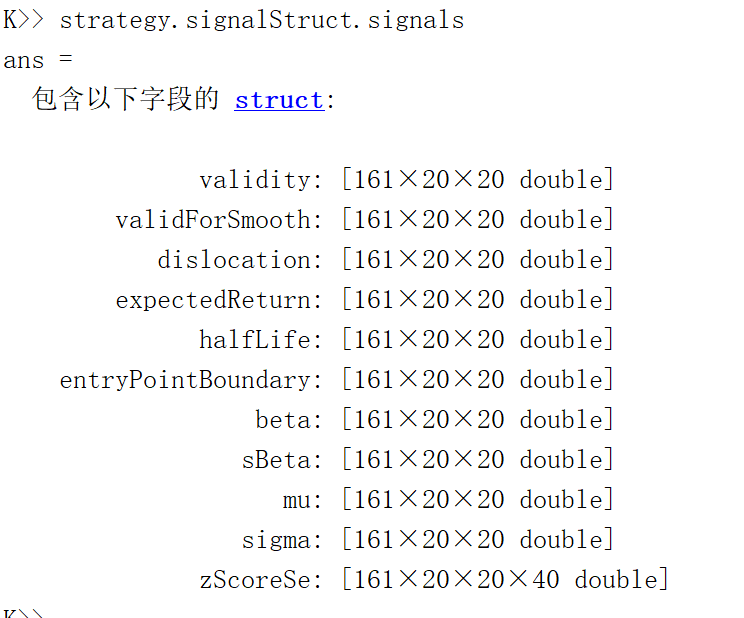 K>> strategy.signalStruct.signals
ans =
包含以下字段的 struct:
validity: [161×20×20 double]
validForSmooth: [161×20×20 double]
dislocation: [161×20×20 double]
expectedReturn: [161×20×20 double]
halfLife: [161×20×20 double]
entryPointBoundary: [161×20×20 double]
beta: [161×20×20 double]
sBeta: [161×20×20 double]
mu: [161×20×20 double]
sigma: [161×20×20 double]
zScoreSe: [161×20×20×40 double]
K>>